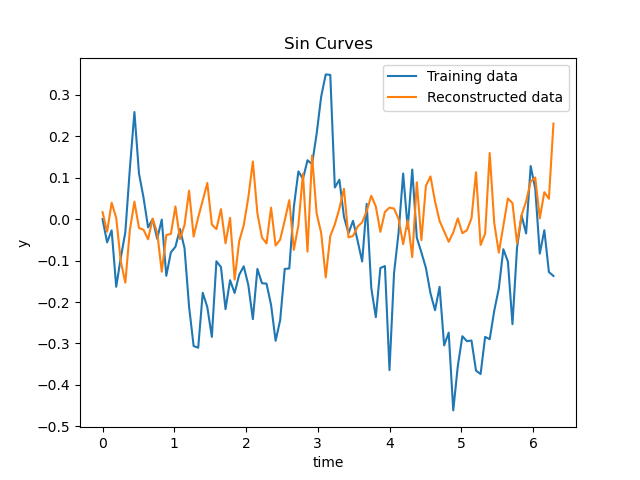 Sin Curves
Training data
Reconstructed data
0.3
0.2
0.1
0.0
−0.1
−0.2
−0.3
−0.4
−0.5
y
0 1 2 3 4 5 6
time